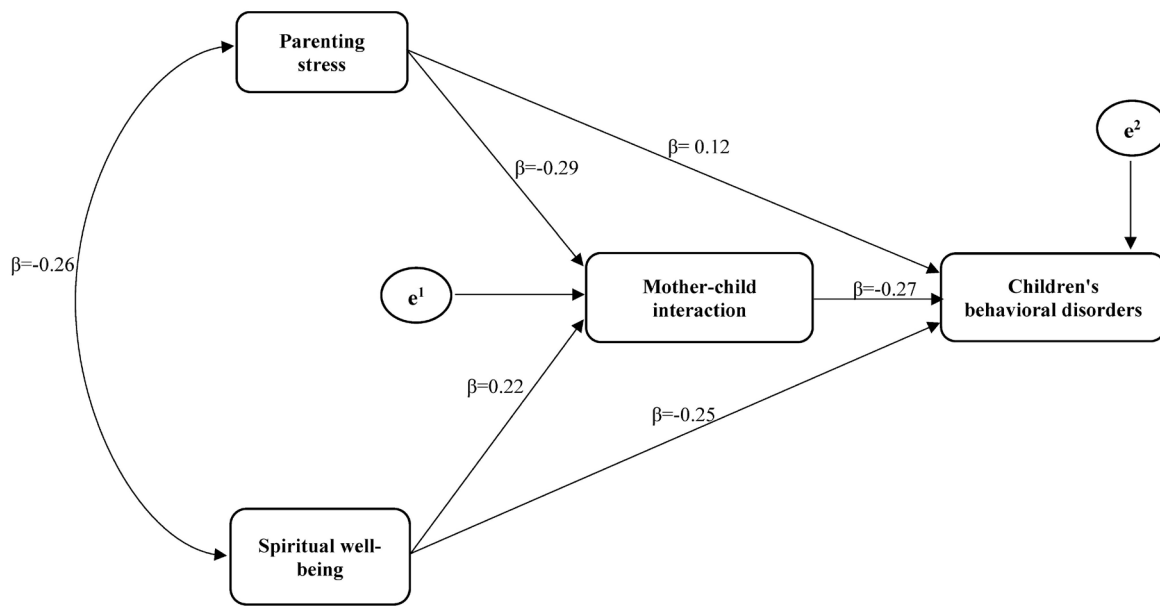 Parenting
stress
e²
β= 0.12
β=-0.29
β=-0.26
e¹
Mother-child
interaction
β=-0.27
Children's
behavioral disorders
β=0.22
β=-0.25
Spiritual well-
being